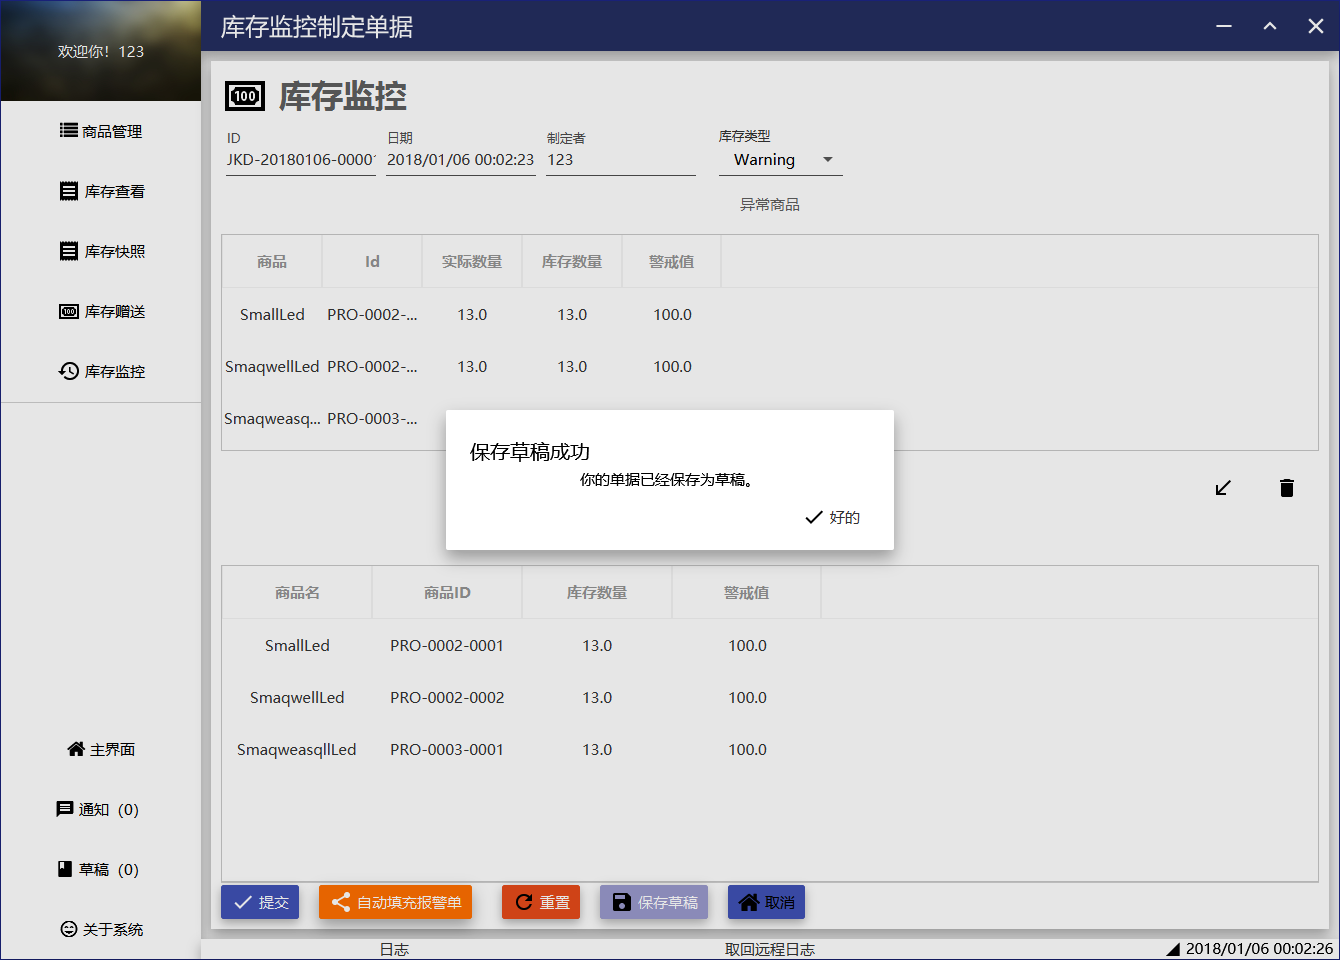 欢迎你！123
库存监控制定单据
商品管理
库存查看
库存快照
库存赠送
库存监控
主界面
通知（0）
草稿（0）
关于系统
100 库存监控
ID 日期 制定者 库存类型
JKD-20180106-0000 2018/01/06 00:02:23 123 Warning
异常商品
商品 Id 实际数量 库存数量 警戒值
SmallLed PRO-0002-... 13.0 13.0 100.0
SmaqwellLed PRO-0002-... 13.0 13.0 100.0
Smaqweasq... PRO-0003-...
保存草稿成功
你的单据已经保存为草稿。
好的
商品名 商品ID 库存数量 警戒值
SmallLed PRO-0002-0001 13.0 100.0
SmaqwellLed PRO-0002-0002 13.0 100.0
SmaqweasqllLed PRO-0003-0001 13.0 100.0
提交 自动填充报警单 重置 保存草稿 取消
日志 取回远程日志 2018/01/06 00:02:26